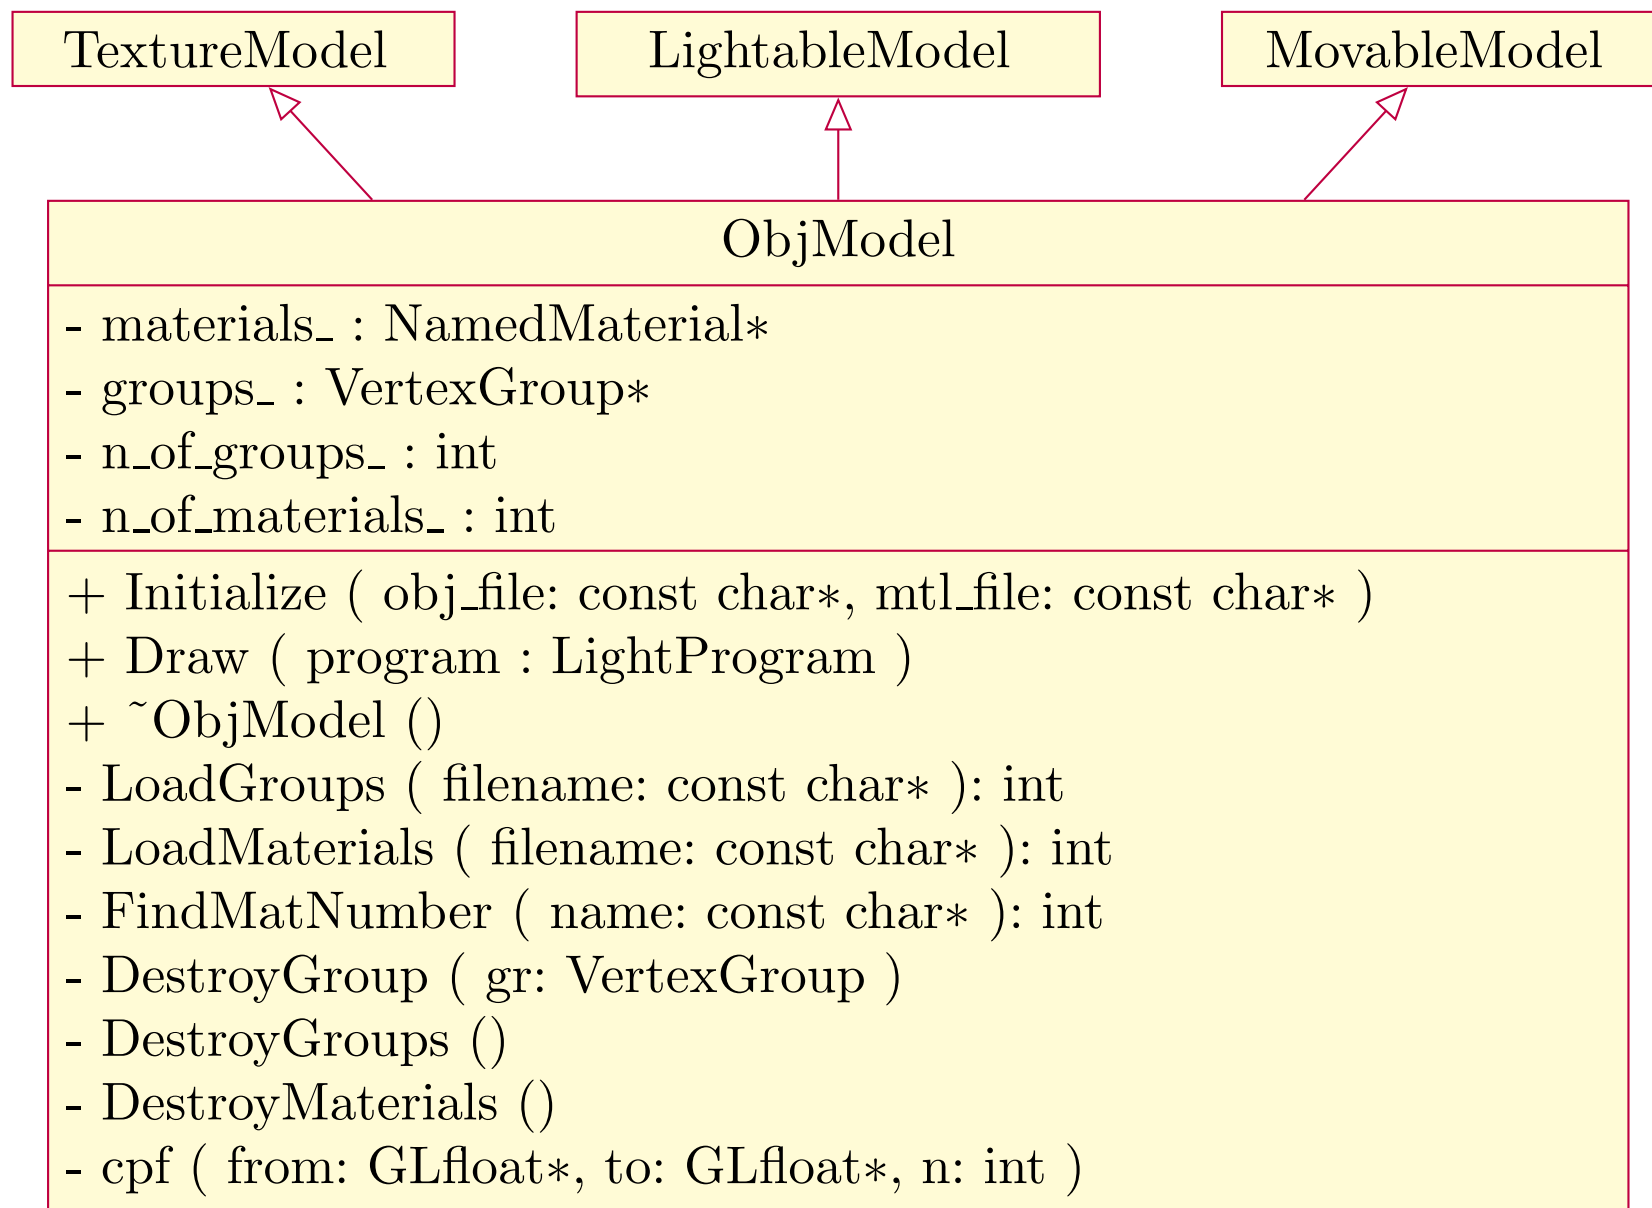 TextureModel
LightableModel
MovableModel
ObjModel
- materials_ : NamedMaterial*
- groups_ : VertexGroup*
- n_of_groups_ : int
- n_of_materials_ : int
+ Initialize ( obj_file: const char*, mtl_file: const char* )
+ Draw ( program : LightProgram )
+ ~ObjModel ()
- LoadGroups ( filename: const char* ): int
- LoadMaterials ( filename: const char* ): int
- FindMatNumber ( name: const char* ): int
- DestroyGroup ( gr: VertexGroup )
- DestroyGroups ()
- DestroyMaterials ()
- cpf ( from: GLfloat*, to: GLfloat*, n: int )